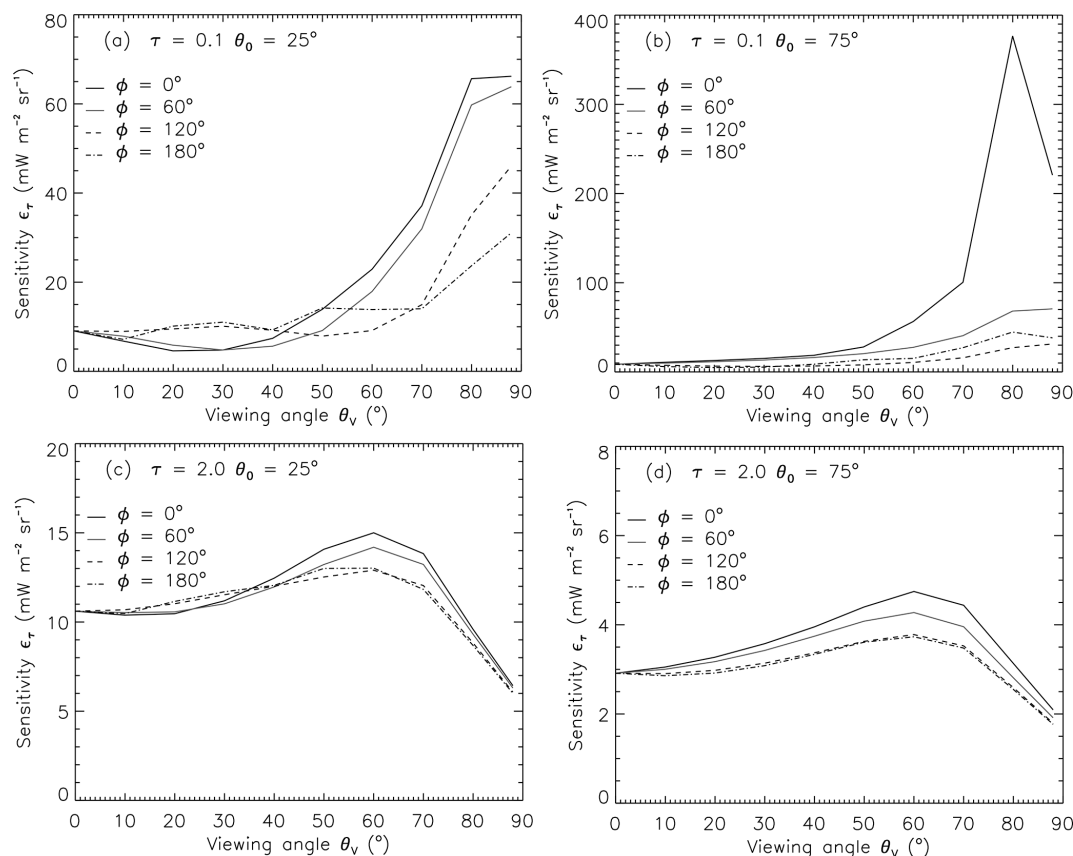 (a) τ = 0.1 θ₀ = 25°
ϕ = 0°
ϕ = 60°
ϕ = 120°
ϕ = 180°
Sensitivity ϵτ (mW m⁻² sr⁻¹)
80
60
40
20
0
0 10 20 30 40 50 60 70 80 90
Viewing angle θᵥ (°)
(b) τ = 0.1 θ₀ = 75°
ϕ = 0°
ϕ = 60°
ϕ = 120°
ϕ = 180°
Sensitivity ϵτ (mW m⁻² sr⁻¹)
400
300
200
100
0
0 10 20 30 40 50 60 70 80 90
Viewing angle θᵥ (°)
(c) τ = 2.0 θ₀ = 25°
ϕ = 0°
ϕ = 60°
ϕ = 120°
ϕ = 180°
Sensitivity ϵτ (mW m⁻² sr⁻¹)
20
15
10
5
0
0 10 20 30 40 50 60 70 80 90
Viewing angle θᵥ (°)
(d) τ = 2.0 θ₀ = 75°
ϕ = 0°
ϕ = 60°
ϕ = 120°
ϕ = 180°
Sensitivity ϵτ (mW m⁻² sr⁻¹)
8
6
4
2
0
0 10 20 30 40 50 60 70 80 90
Viewing angle θᵥ (°)